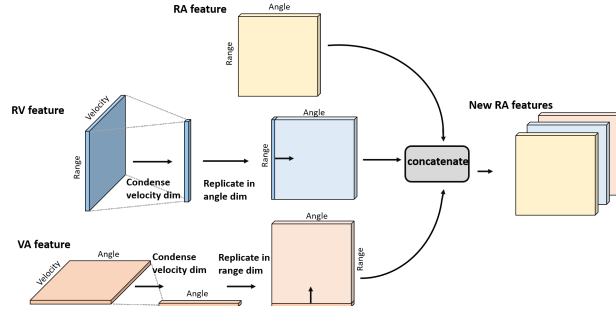 RA feature
Angle
Range
RV feature
Velocity
Range
Condense
velocity dim.
Replicate in
angle dim
Angle
Range
concatenate
New RA features
VA feature
Angle
Velocity
Condense
velocity dim
Angle
Replicate in
range dim
Angle
Range